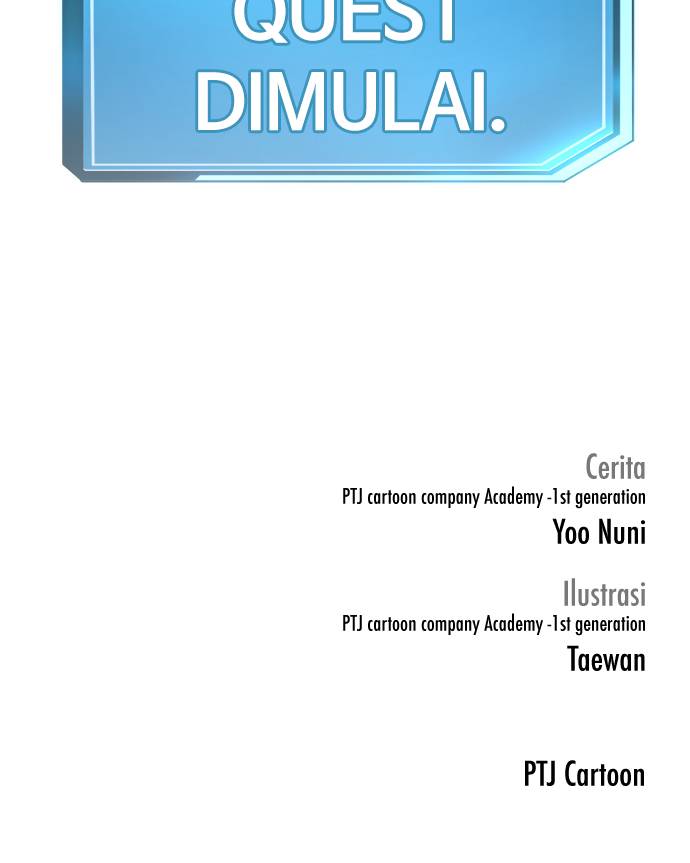 QUEST
DIMULAI.
Cerita
PTJ cartoon company Academy -1st generation
Yoo Nuni
Ilustrasi
PTJ cartoon company Academy -1st generation
Taewan
PTJ Cartoon